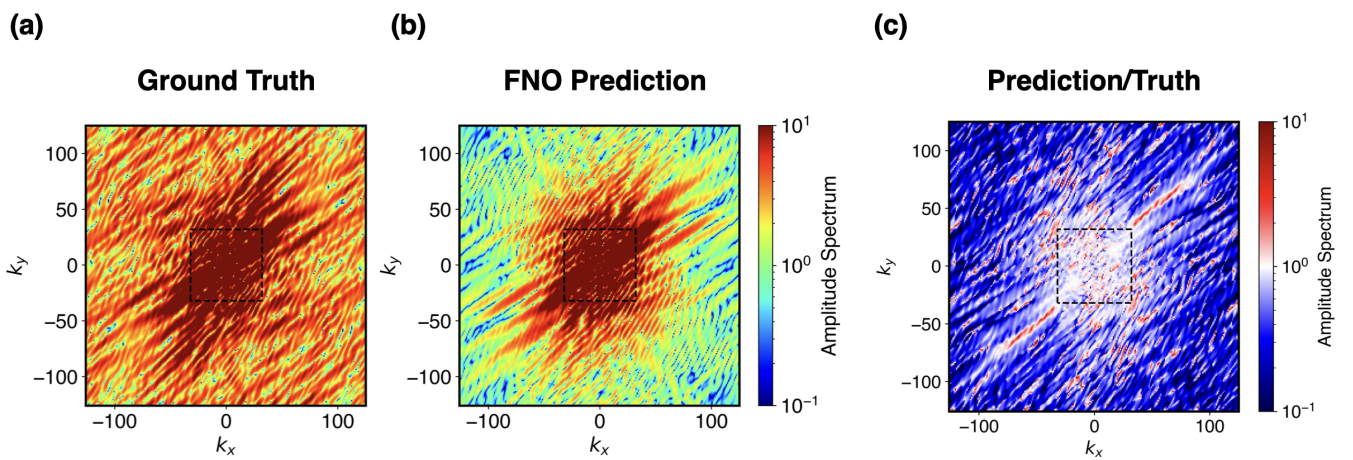 (a)
Ground Truth
100
50
0
−50
−100
k_y
−100
0
100
k_x
(b)
FNO Prediction
100
50
0
−50
−100
k_y
−100
0
100
k_x
10^1
10^0
10^−1
Amplitude Spectrum
(c)
Prediction/Truth
100
50
0
−50
−100
k_y
−100
0
100
k_x
10^1
10^0
10^−1
Amplitude Spectrum